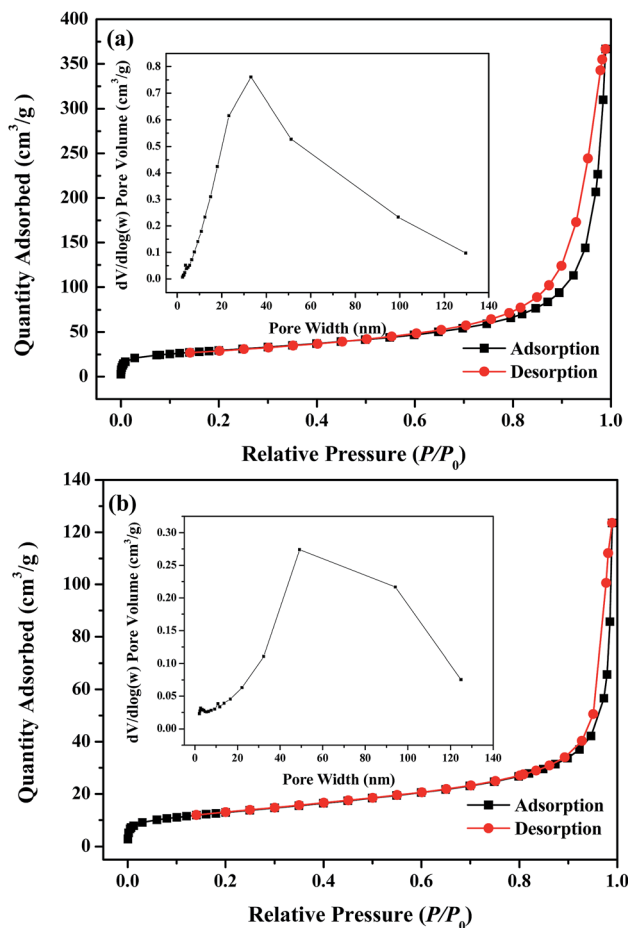 (a)
Quantity Adsorbed (cm³/g)
400
350
300
250
200
150
100
50
0
0.0 0.2 0.4 0.6 0.8 1.0
Relative Pressure (P/P₀)
dV/dlog(w) Pore Volume (cm³/g)
0.8
0.7
0.6
0.5
0.4
0.3
0.2
0.1
0.0
0 20 40 60 80 100 120 140
Pore Width (nm)
Adsorption
Desorption
(b)
Quantity Adsorbed (cm³/g)
140
120
100
80
60
40
20
0
0.0 0.2 0.4 0.6 0.8 1.0
Relative Pressure (P/P₀)
dV/dlog(w) Pore Volume (cm³/g)
0.30
0.25
0.20
0.15
0.10
0.05
0.00
0 20 40 60 80 100 120 140
Pore Width (nm)
Adsorption
Desorption